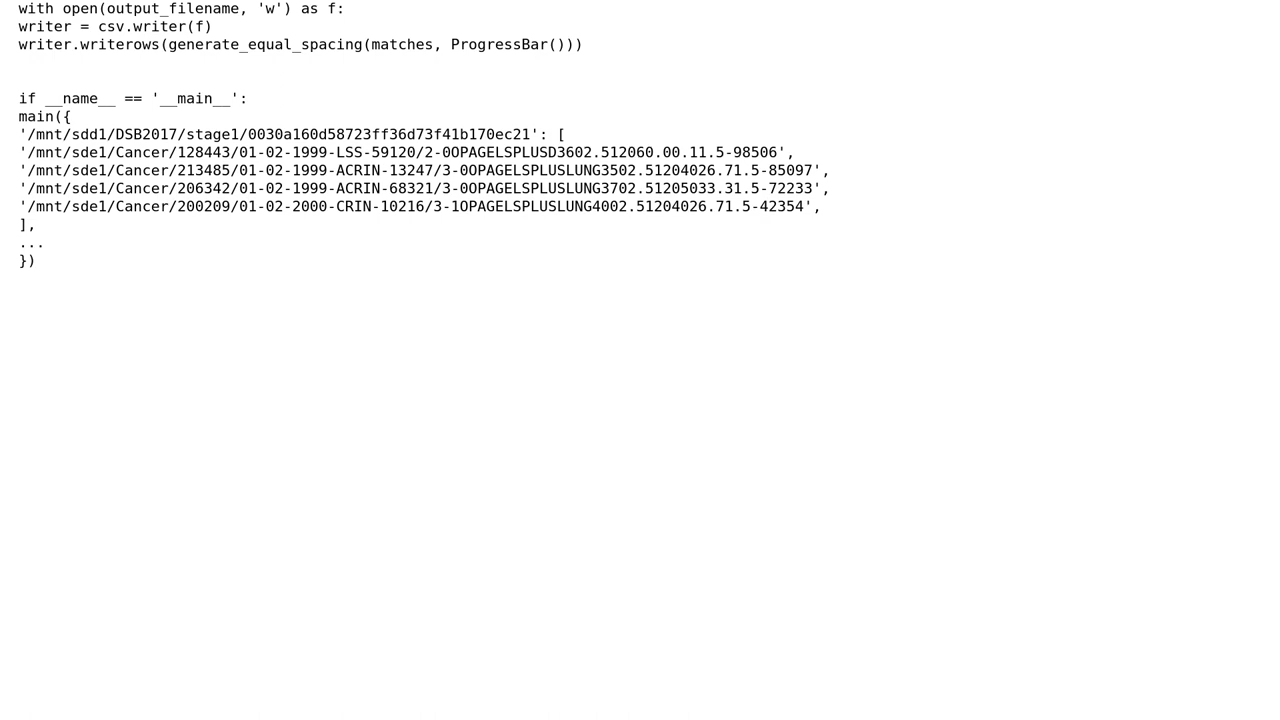 with open(output_filename, 'w') as f:
writer = csv.writer(f)
writer.writerows(generate_equal_spacing(matches, ProgressBar()))
if __name__ == '__main__':
main({
'/mnt/sdd1/DSB2017/stage1/0030a160d58723ff36d73f41b170ec21': [
'/mnt/sde1/Cancer/128443/01-02-1999-LSS-59120/2-0OPAGELSPLUSD3602.512060.00.11.5-98506',
'/mnt/sde1/Cancer/213485/01-02-1999-ACRIN-13247/3-0OPAGELSPLUSLUNG3502.51204026.71.5-85097',
'/mnt/sde1/Cancer/206342/01-02-1999-ACRIN-68321/3-0OPAGELSPLUSLUNG3702.51205033.31.5-72233',
'/mnt/sde1/Cancer/200209/01-02-2000-CRIN-10216/3-1OPAGELSPLUSLUNG4002.51204026.71.5-42354',
],
...
})